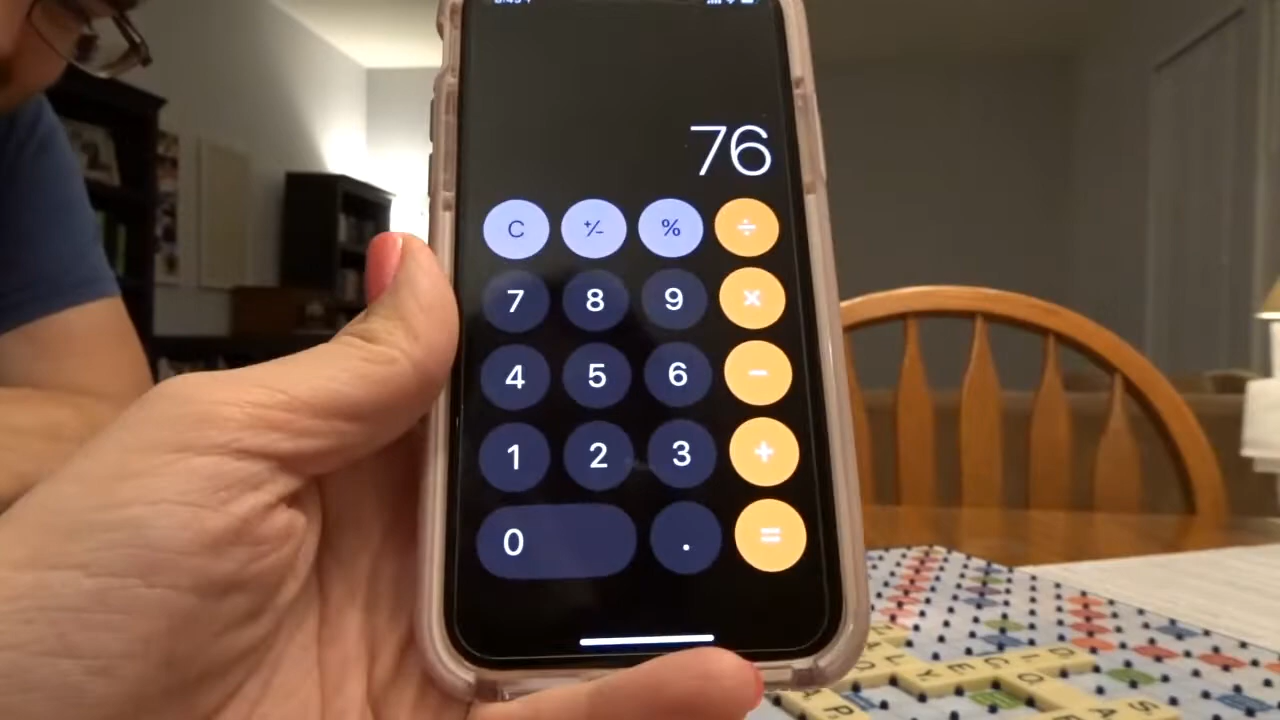 76
C +/- % ÷
7 8 9 ×
4 5 6 −
1 2 3 +
0 . =